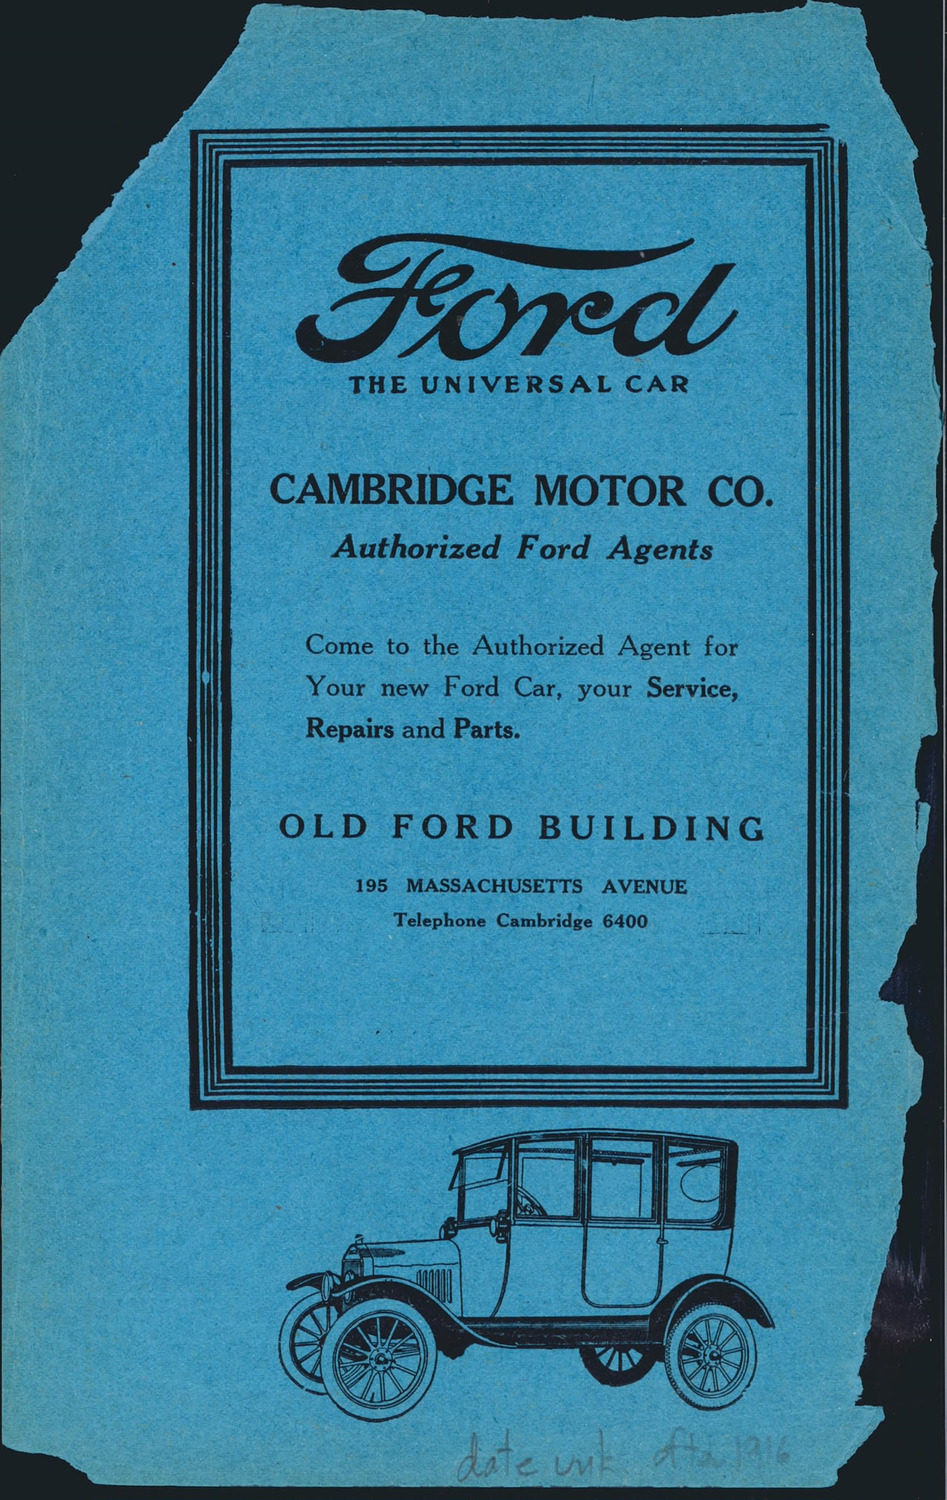 Ford
THE UNIVERSAL CAR
CAMBRIDGE MOTOR CO.
Authorized Ford Agents
Come to the Authorized Agent for
Your new Ford Car, your Service,
Repairs and Parts.
OLD FORD BUILDING
195 MASSACHUSETTS AVENUE
Telephone Cambridge 6400
date unk after 1916